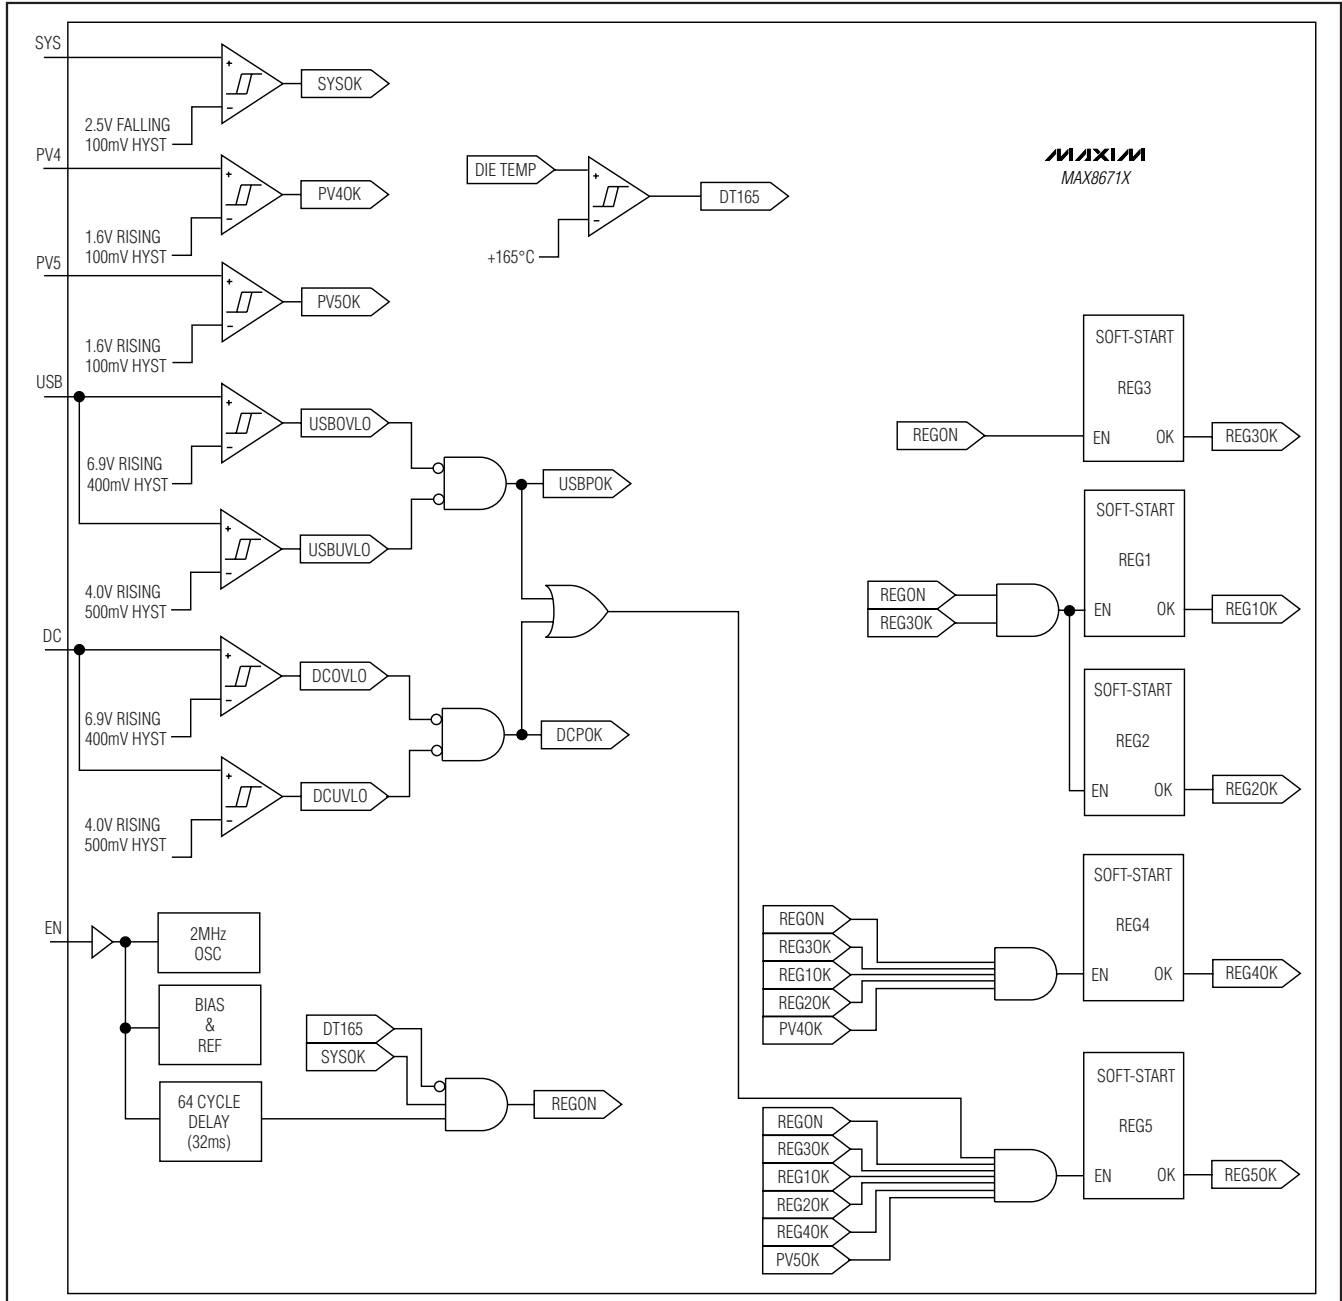 SYS
+
-
SYSOK
2.5V FALLING
100mV HYST
PV4
+
-
PV4OK
1.6V RISING
100mV HYST
PV5
+
-
PV5OK
1.6V RISING
100mV HYST
DIE TEMP
+
-
DT165
+165°C
MAXIM
MAX8671X
USB
+
-
USBOVLO
6.9V RISING
400mV HYST
USBPOK
+
-
USBUVLO
4.0V RISING
500mV HYST
DC
+
-
DCOVLO
6.9V RISING
400mV HYST
DCPOK
+
-
DCUVLO
4.0V RISING
500mV HYST
SOFT-START
REG3
REGON
EN
OK
REG3OK
SOFT-START
REG1
REGON
REG3OK
EN
OK
REG1OK
SOFT-START
REG2
EN
OK
REG2OK
EN
2MHz
OSC
BIAS
&
REF
64 CYCLE
DELAY
(32ms)
DT165
SYSOK
REGON
SOFT-START
REG4
REGON
REG3OK
REG1OK
REG2OK
PV4OK
EN
OK
REG4OK
SOFT-START
REG5
REGON
REG3OK
REG1OK
REG2OK
REG4OK
PV5OK
EN
OK
REG5OK